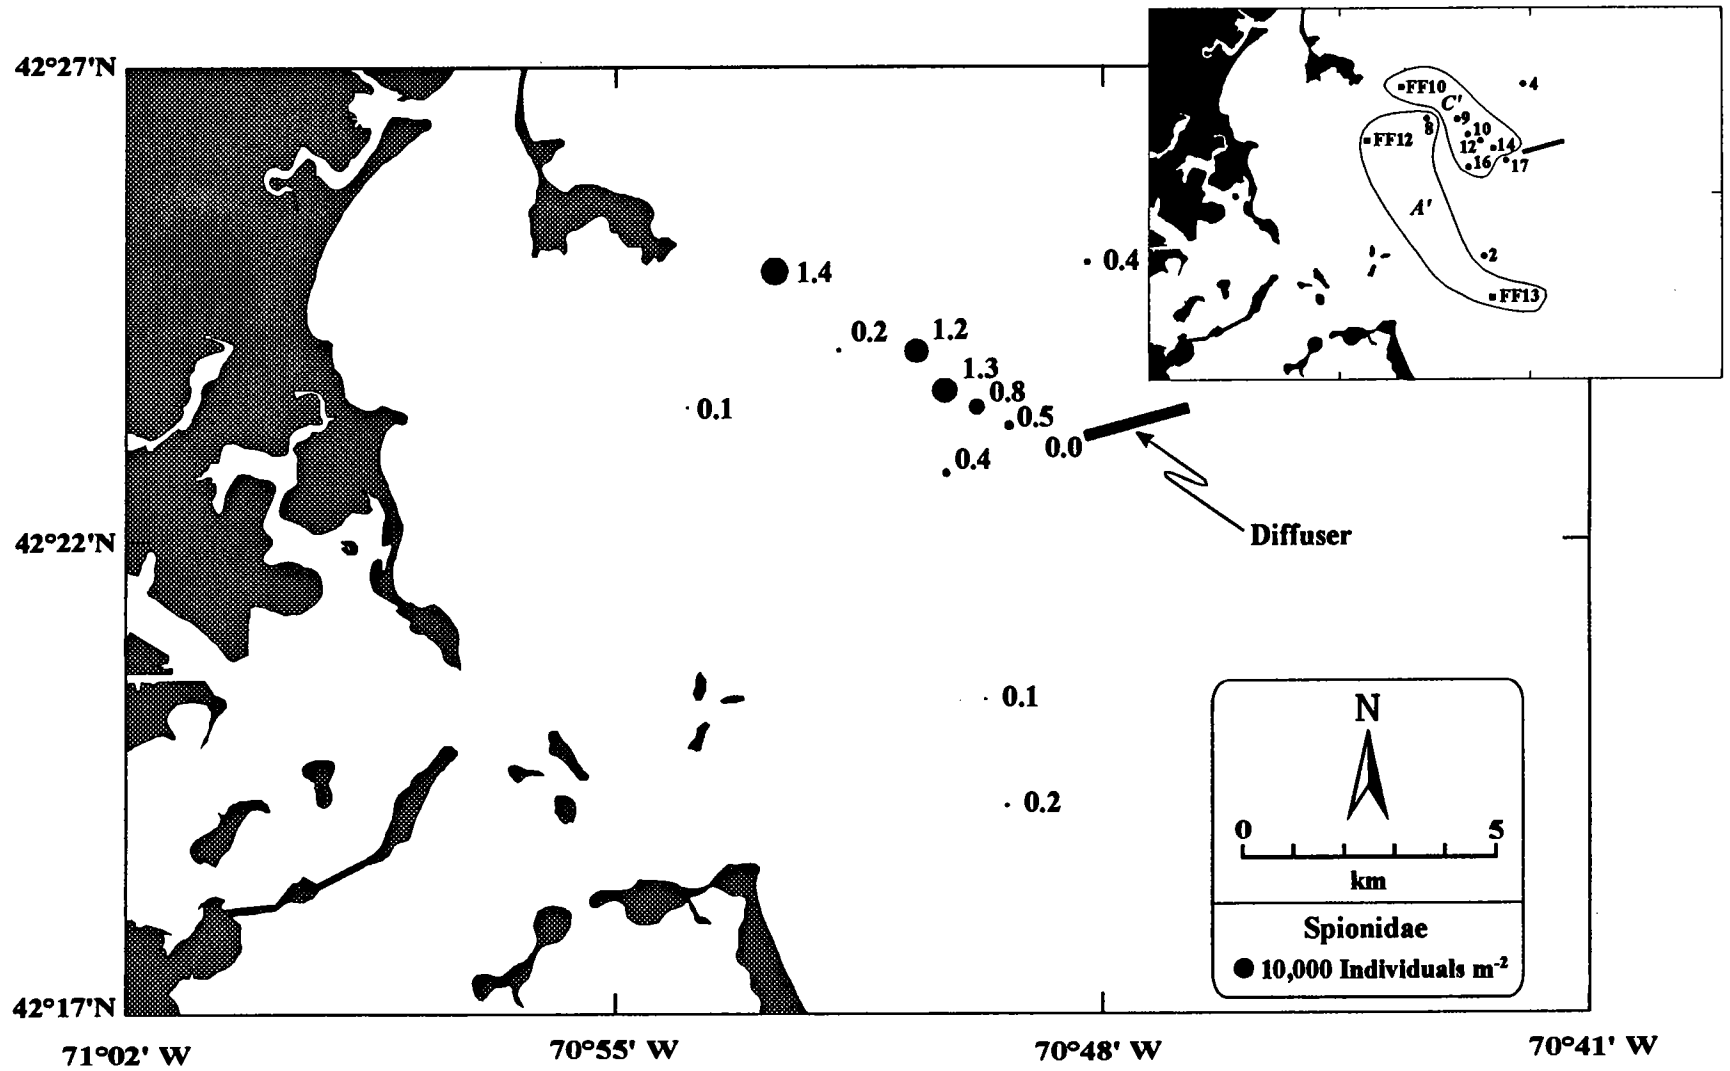 42°27'N
FF10
4
C'
9
8
10
FF12
12
14
16
17
A'
2
FF13
1.4
0.4
0.2
1.2
1.3
0.8
0.1
0.5
0.0
0.4
42°22'N
Diffuser
0.1
N
0.2
0 5
km
Spionidae
10,000 Individuals m⁻²
42°17'N
71°02' W
70°55' W
70°48' W
70°41' W